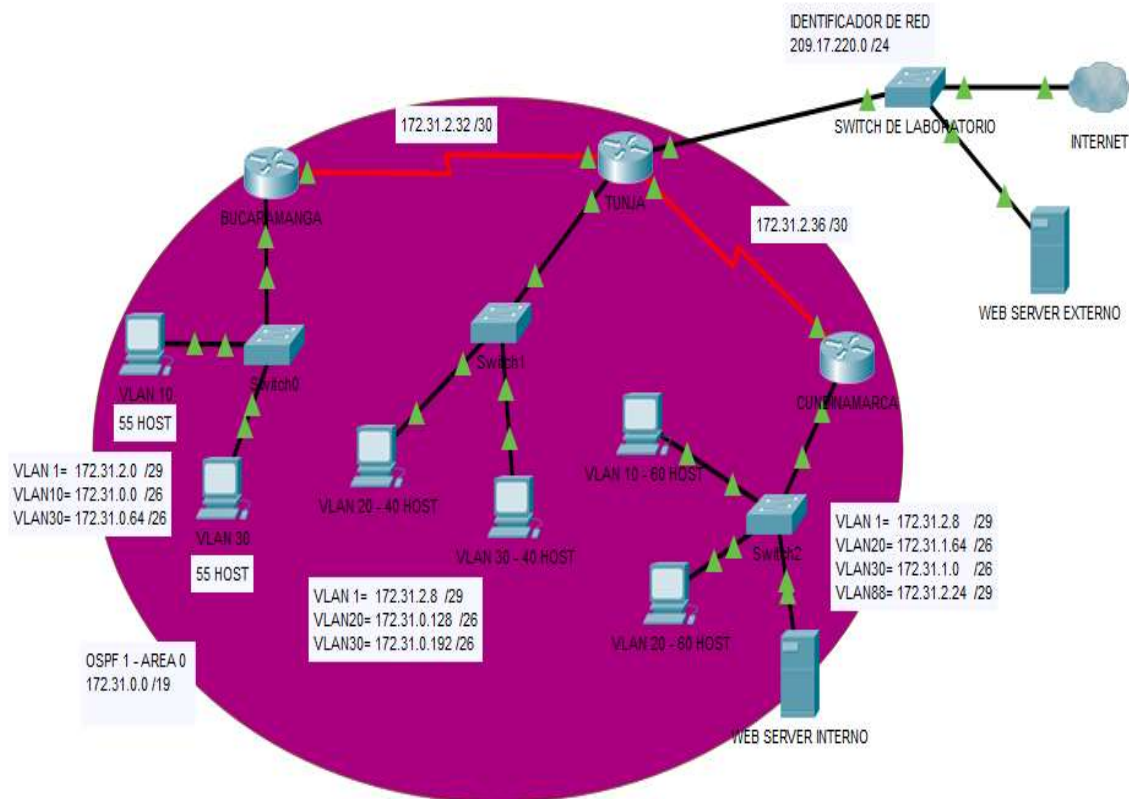 IDENTIFICADOR DE RED
209.17.220.0 /24
SWITCH DE LABORATORIO
INTERNET
172.31.2.32 /30
TUNJA
BUCARAMANGA
172.31.2.36 /30
WEB SERVER EXTERNO
Switch1
Switch0
VLAN 10
55 HOST
CUNDINAMARCA
VLAN 1= 172.31.2.0 /29
VLAN10= 172.31.0.0 /26
VLAN30= 172.31.0.64 /26
VLAN 30
55 HOST
VLAN 20 - 40 HOST
VLAN 30 - 40 HOST
VLAN 10 - 60 HOST
Switch2
VLAN 1= 172.31.2.8 /29
VLAN20= 172.31.1.64 /26
VLAN30= 172.31.1.0 /26
VLAN88= 172.31.2.24 /29
VLAN 1= 172.31.2.8 /29
VLAN20= 172.31.0.128 /26
VLAN30= 172.31.0.192 /26
VLAN 20 - 60 HOST
OSPF 1 - AREA 0
172.31.0.0 /19
WEB SERVER INTERNO